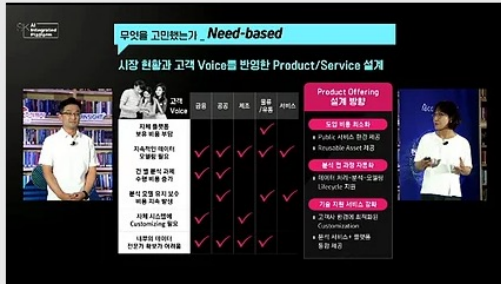 SK AI
Integrated
Platform
무엇을 고민했는가 _ Need-based
시장 현황과 고객 Voice를 반영한 Product/Service 설계
고객
Voice
금융
공공
제조
물류
/유통
서비스
자체 플랫폼
보유 비용 부담
지속적인 데이터
모델링 필요
건 별 분석 과제
수행 비용 증가
분석 모델 유지 보수
비용 지속 발생
자체 시스템에
Customizing 필요
내부의 데이터
전문가 확보가 어려움
Product Offering
설계 방향
도입 비용 최소화
Public 서비스 환경 제공
Reusable Asset 제공
분석 전 과정 자동화
데이터 처리-분석-모델링
Lifecycle 지원
기술 지원 서비스 강화
고객사 환경에 최적화된
Customization
분석 서비스+ 플랫폼
통합 제공